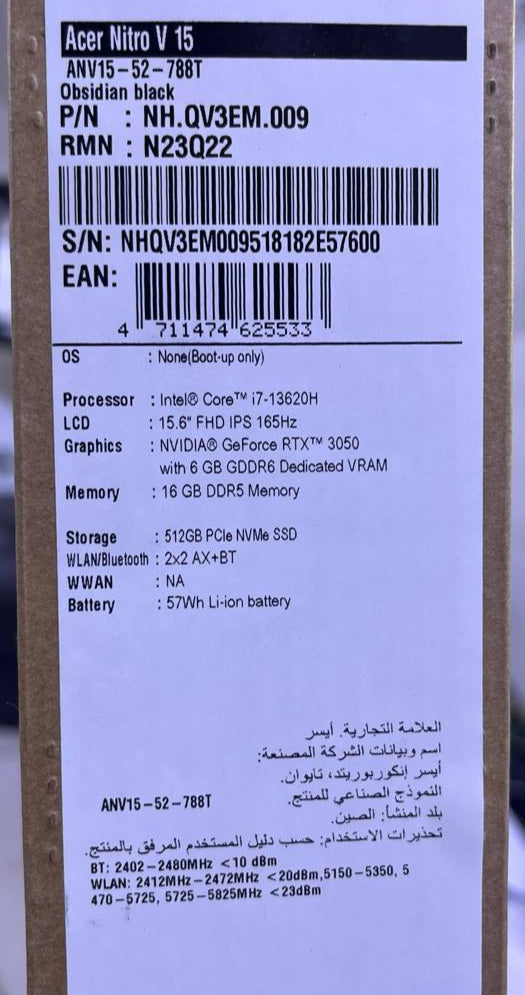 Acer Nitro V 15
ANV15-52-788T
Obsidian black
P/N : NH.QV3EM.009
RMN : N23Q22
S/N: NHQV3EM009518182E57600
EAN:
4 711474 625533
OS : None(Boot-up only)
Processor : Intel® Core™ i7-13620H
LCD : 15.6" FHD IPS 165Hz
Graphics : NVIDIA® GeForce RTX™ 3050
with 6 GB GDDR6 Dedicated VRAM
Memory : 16 GB DDR5 Memory
Storage : 512GB PCIe NVMe SSD
WLAN/Bluetooth : 2x2 AX+BT
WWAN : NA
Battery : 57Wh Li-ion battery
العلامة التجارية. أيسر
اسم وبيانات الشركة المصنعة:
أيسر إنكوربوريتد، تايوان.
النموذج الصناعي للمنتج. ANV15-52-788T
بلد المنشأ: الصين.
تحذيرات الاستخدام: حسب دليل المستخدم المرفق بالمنتج.
BT: 2402-2480MHz <10 dBm
WLAN: 2412MHz-2472MHz <20dBm,5150-5350, 5
470-5725, 5725-5825MHz <23dBm